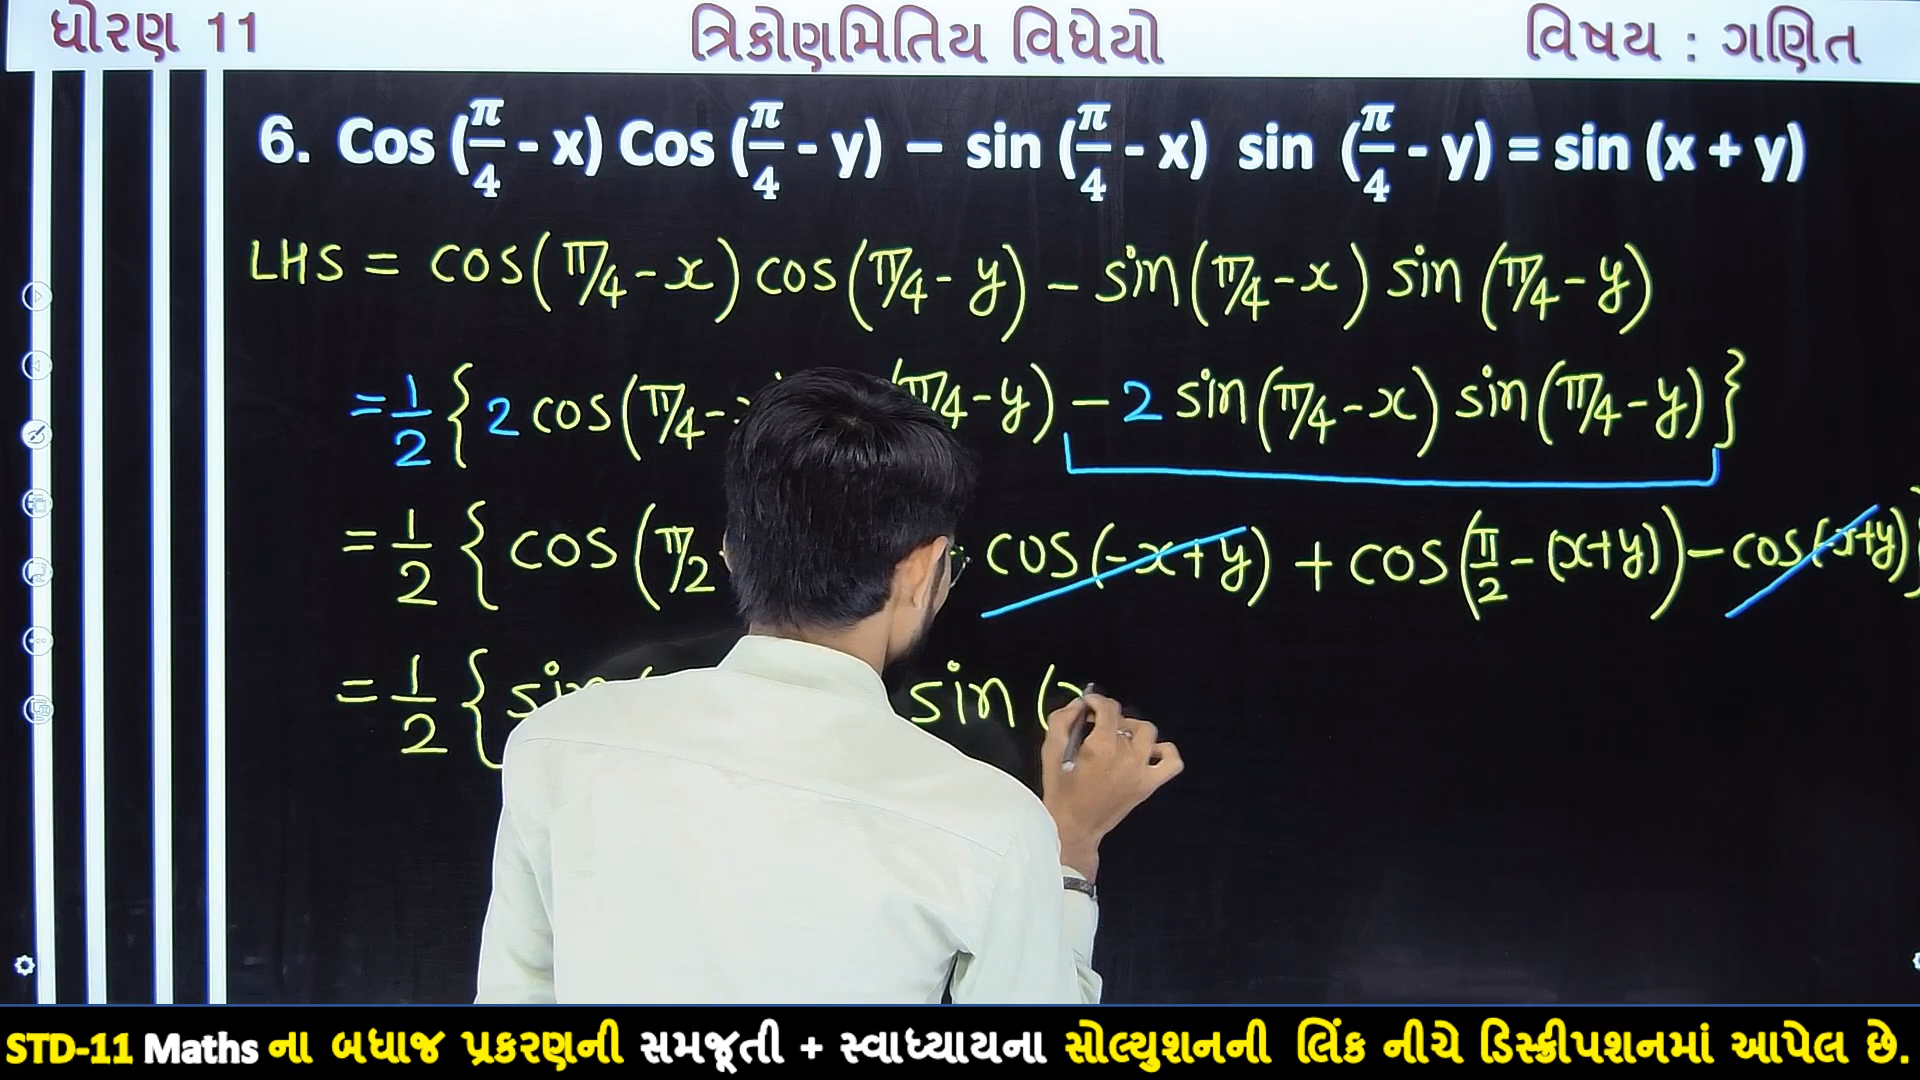 ધોરણ 11 ત્રિકોણમિતિય વિધેયો વિષય : ગણિત
6. Cos (π/4 - x) Cos (π/4 - y) – sin (π/4 - x) sin (π/4 - y) = sin (x + y)
LHS = cos(π/4 - x) cos(π/4 - y) - sin(π/4 - x) sin(π/4 - y)
= 1/2 { 2 cos(π/4 - π/4 - y) - 2 sin(π/4 - x) sin(π/4 - y) }
= 1/2 { cos(π/2 - cos(-x+y) + cos(π/2 - (x+y)) - cos(-x+y)
= 1/2 { sin sin (x
STD-11 Maths ના બધાજ પ્રકરણની સમજૂતી + સ્વાધ્યાયના સોલ્યુશનની લિંક નીચે ડિસ્ક્રીપશનમાં આપેલ છે.